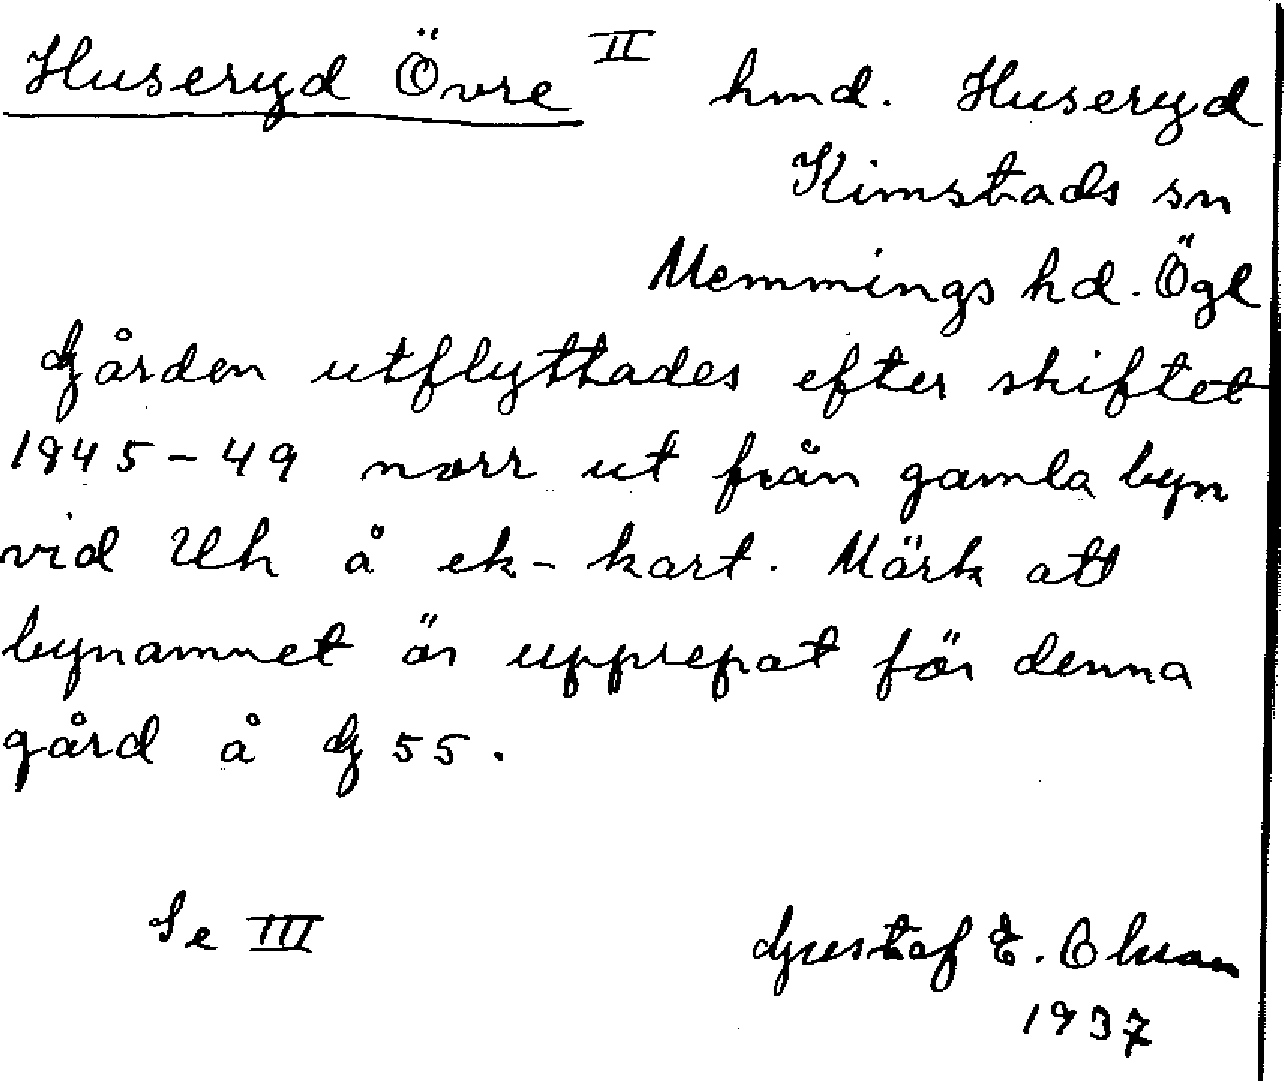 Huseryd Övre II hmd. Huseryd
Kimstads sn
Memmings hd. Ögl
Gården utflyttades efter skiftet
1845-49 norr ut från gamla byn
vid Uh å ek-kart. Märk att
bynamnet är upprepat för denna
gård å G 55.
Se III
Gustaf E. Olson
1937